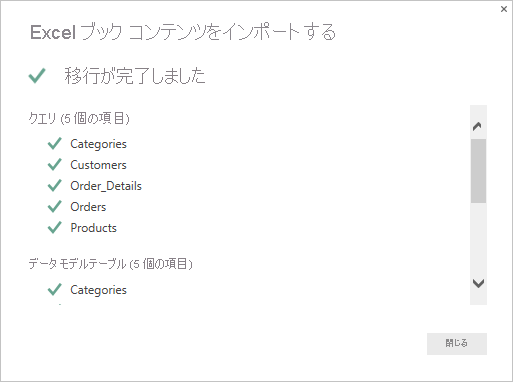 Excel ブック コンテンツをインポートする
移行が完了しました
クエリ (5 個の項目)
Categories
Customers
Order_Details
Orders
Products
データ モデルテーブル (5 個の項目)
Categories
閉じる